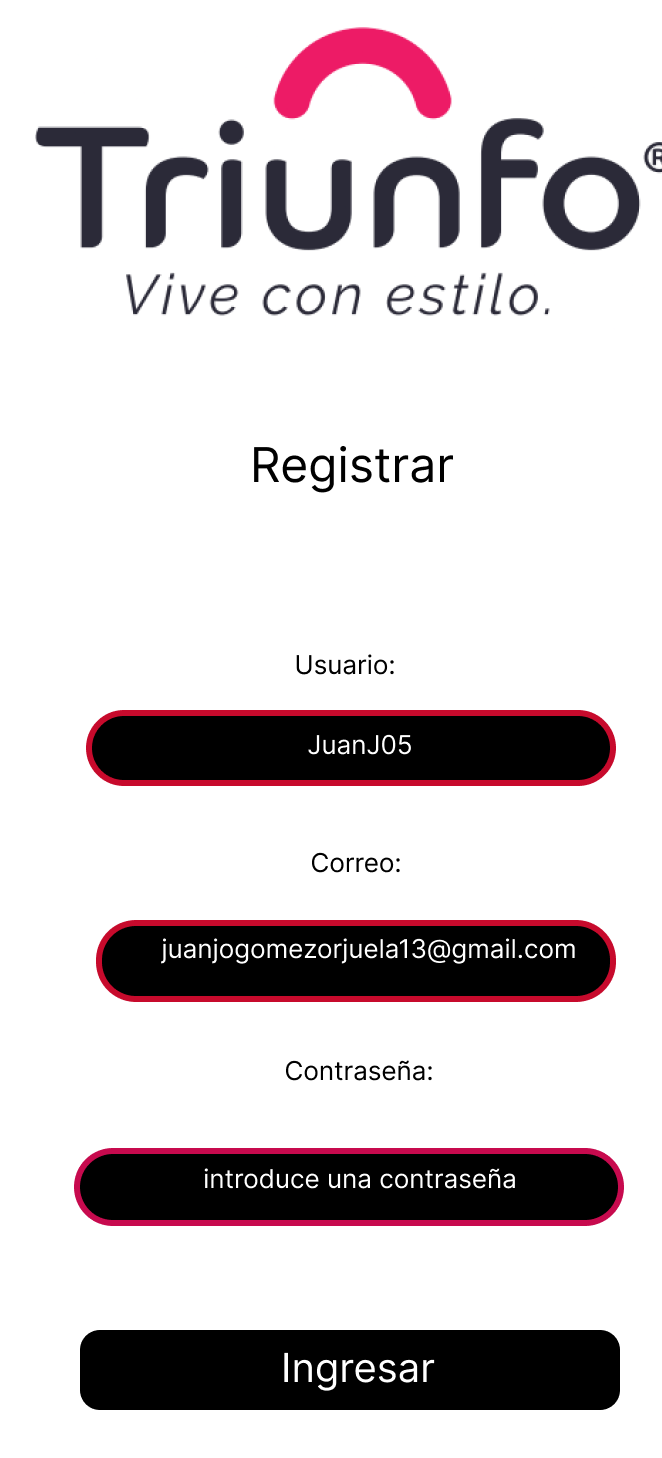 Triunfo®
Vive con estilo.
Registrar
Usuario:
JuanJ05
Correo:
juanjogomezorjuela13@gmail.com
Contraseña:
introduce una contraseña
Ingresar